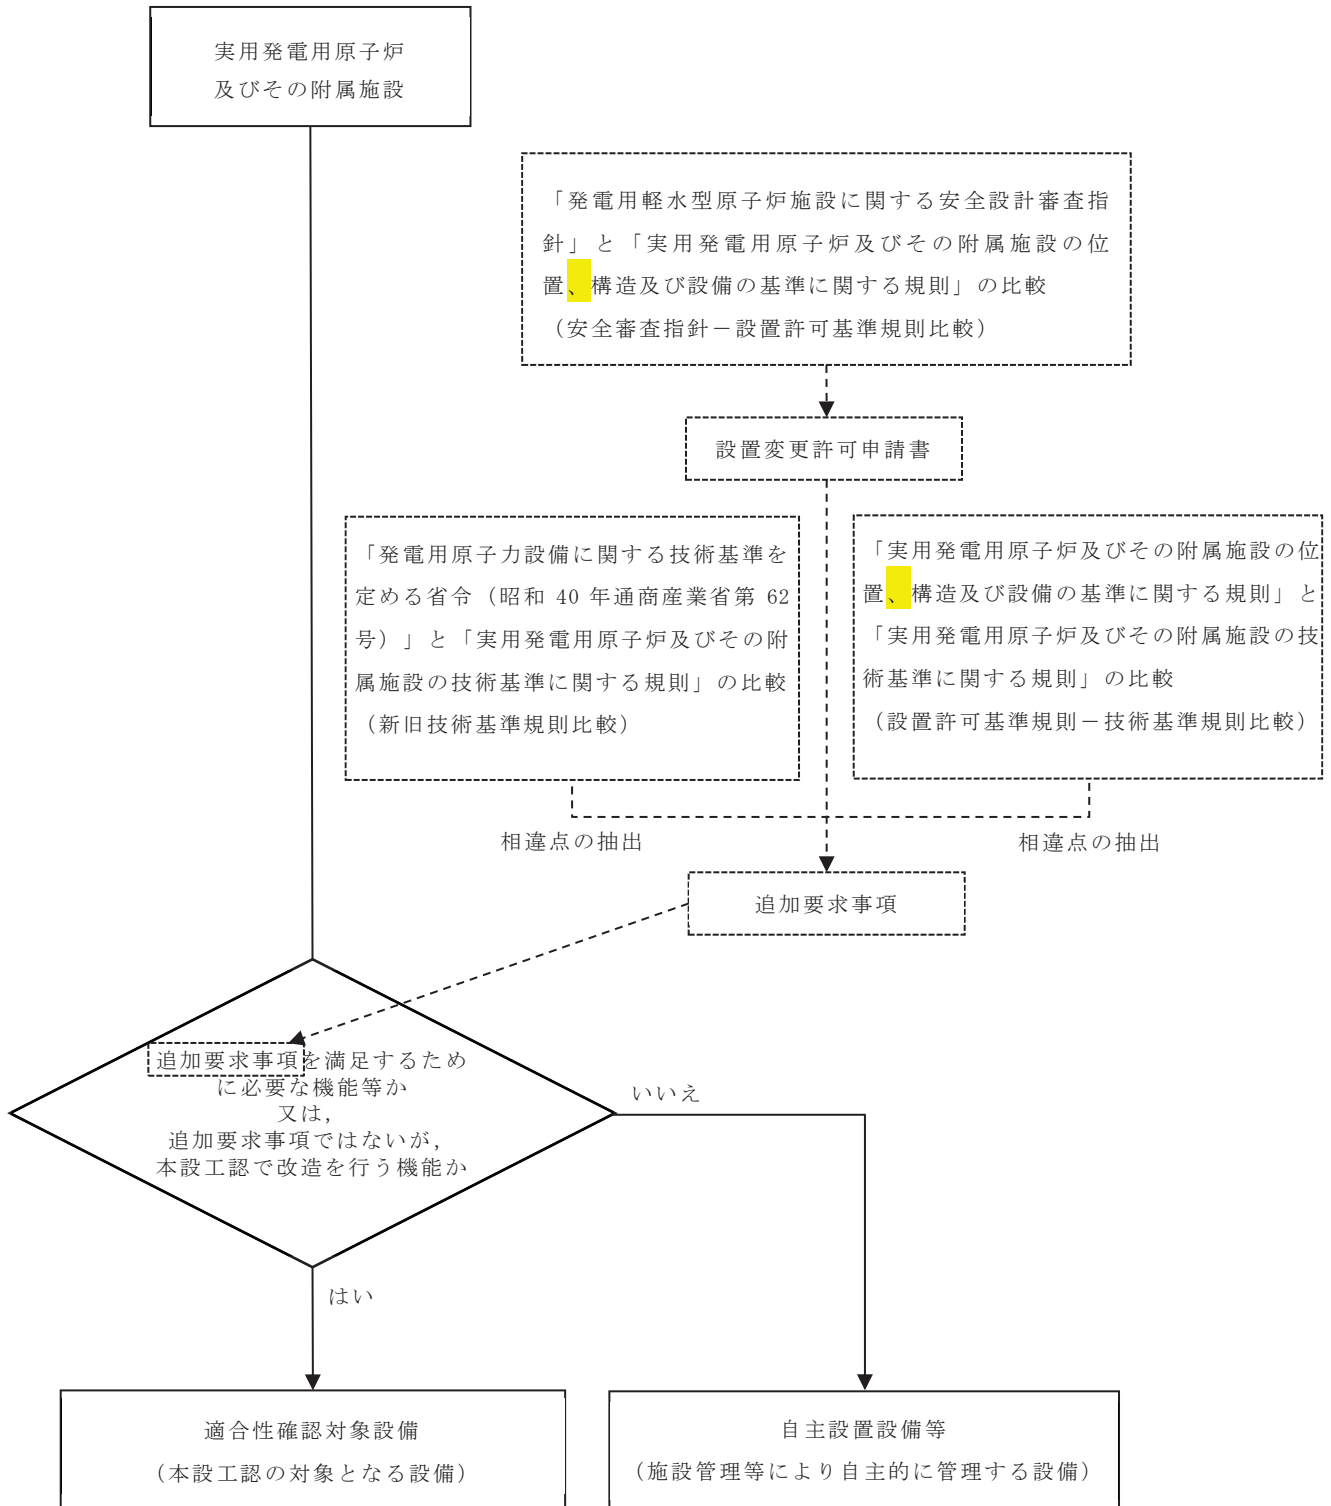 実用発電用原子炉
及びその附属施設
「発電用軽水型原子炉施設に関する安全設計審査指
針」と「実用発電用原子炉及びその附属施設の位
置、構造及び設備の基準に関する規則」の比較
（安全審査指針－設置許可基準規則比較）
設置変更許可申請書
「発電用原子力設備に関する技術基準を
定める省令（昭和 40 年通商産業省第 62
号）」と「実用発電用原子炉及びその附
属施設の技術基準に関する規則」の比較
（新旧技術基準規則比較）
「実用発電用原子炉及びその附属施設の位
置、構造及び設備の基準に関する規則」と
「実用発電用原子炉及びその附属施設の技
術基準に関する規則」の比較
（設置許可基準規則－技術基準規則比較）
相違点の抽出
相違点の抽出
追加要求事項
追加要求事項を満足するため
に必要な機能等か
又は，
追加要求事項ではないが，
本設工認で改造を行う機能か
いいえ
はい
適合性確認対象設備
（本設工認の対象となる設備）
自主設置設備等
（施設管理等により自主的に管理する設備）